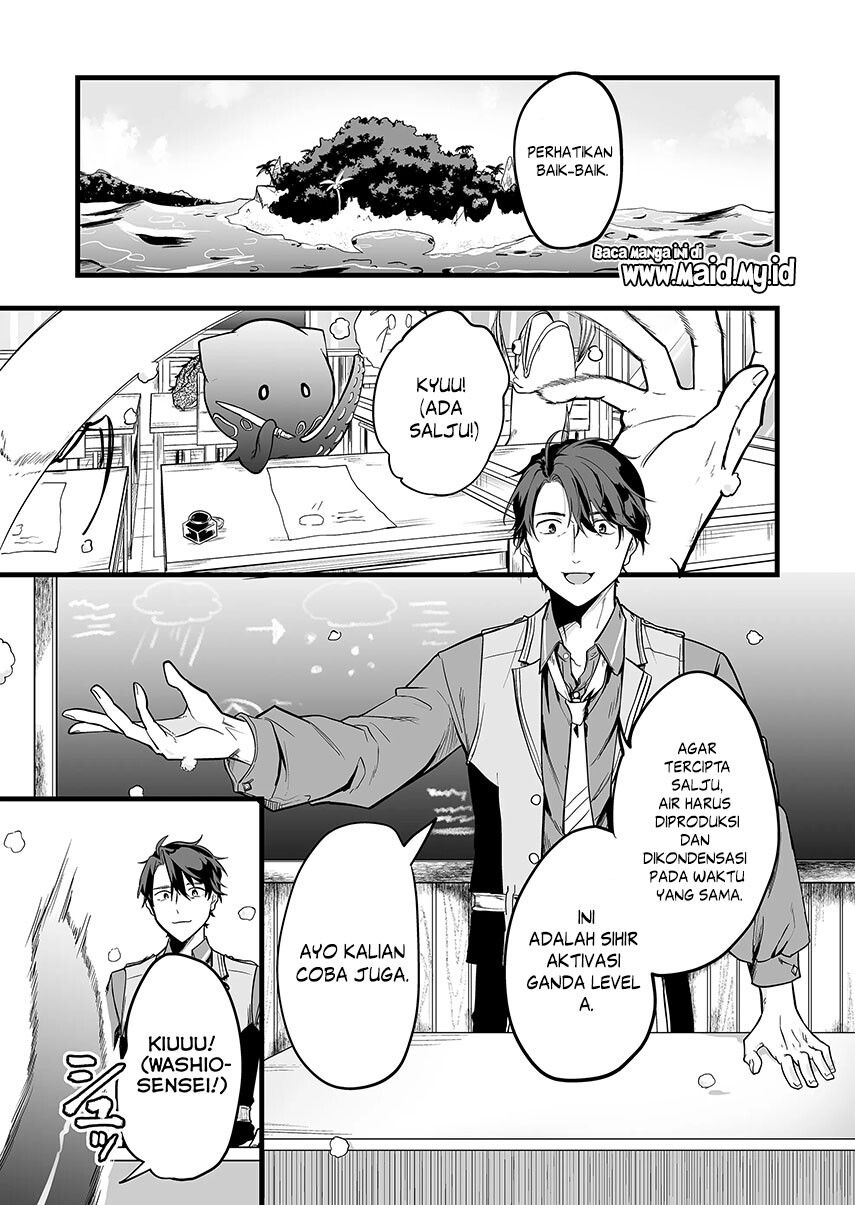 PERHATIKAN
BAIK-BAIK.
BACA MANGA INI DI
WWW.MAID.MY.ID
KYUU!
(ADA
SALJU!)
AGAR
TERCIPTA
SALJU,
AIR HARUS
DIPRODUKSI
DAN
DIKONDENSASI
PADA WAKTU
YANG SAMA.
INI
ADALAH SIHIR
AKTIVASI
GANDA LEVEL
A.
AYO KALIAN
COBA JUGA.
KIUUU!
(WASHIO-
SENSEI!)
シュッ